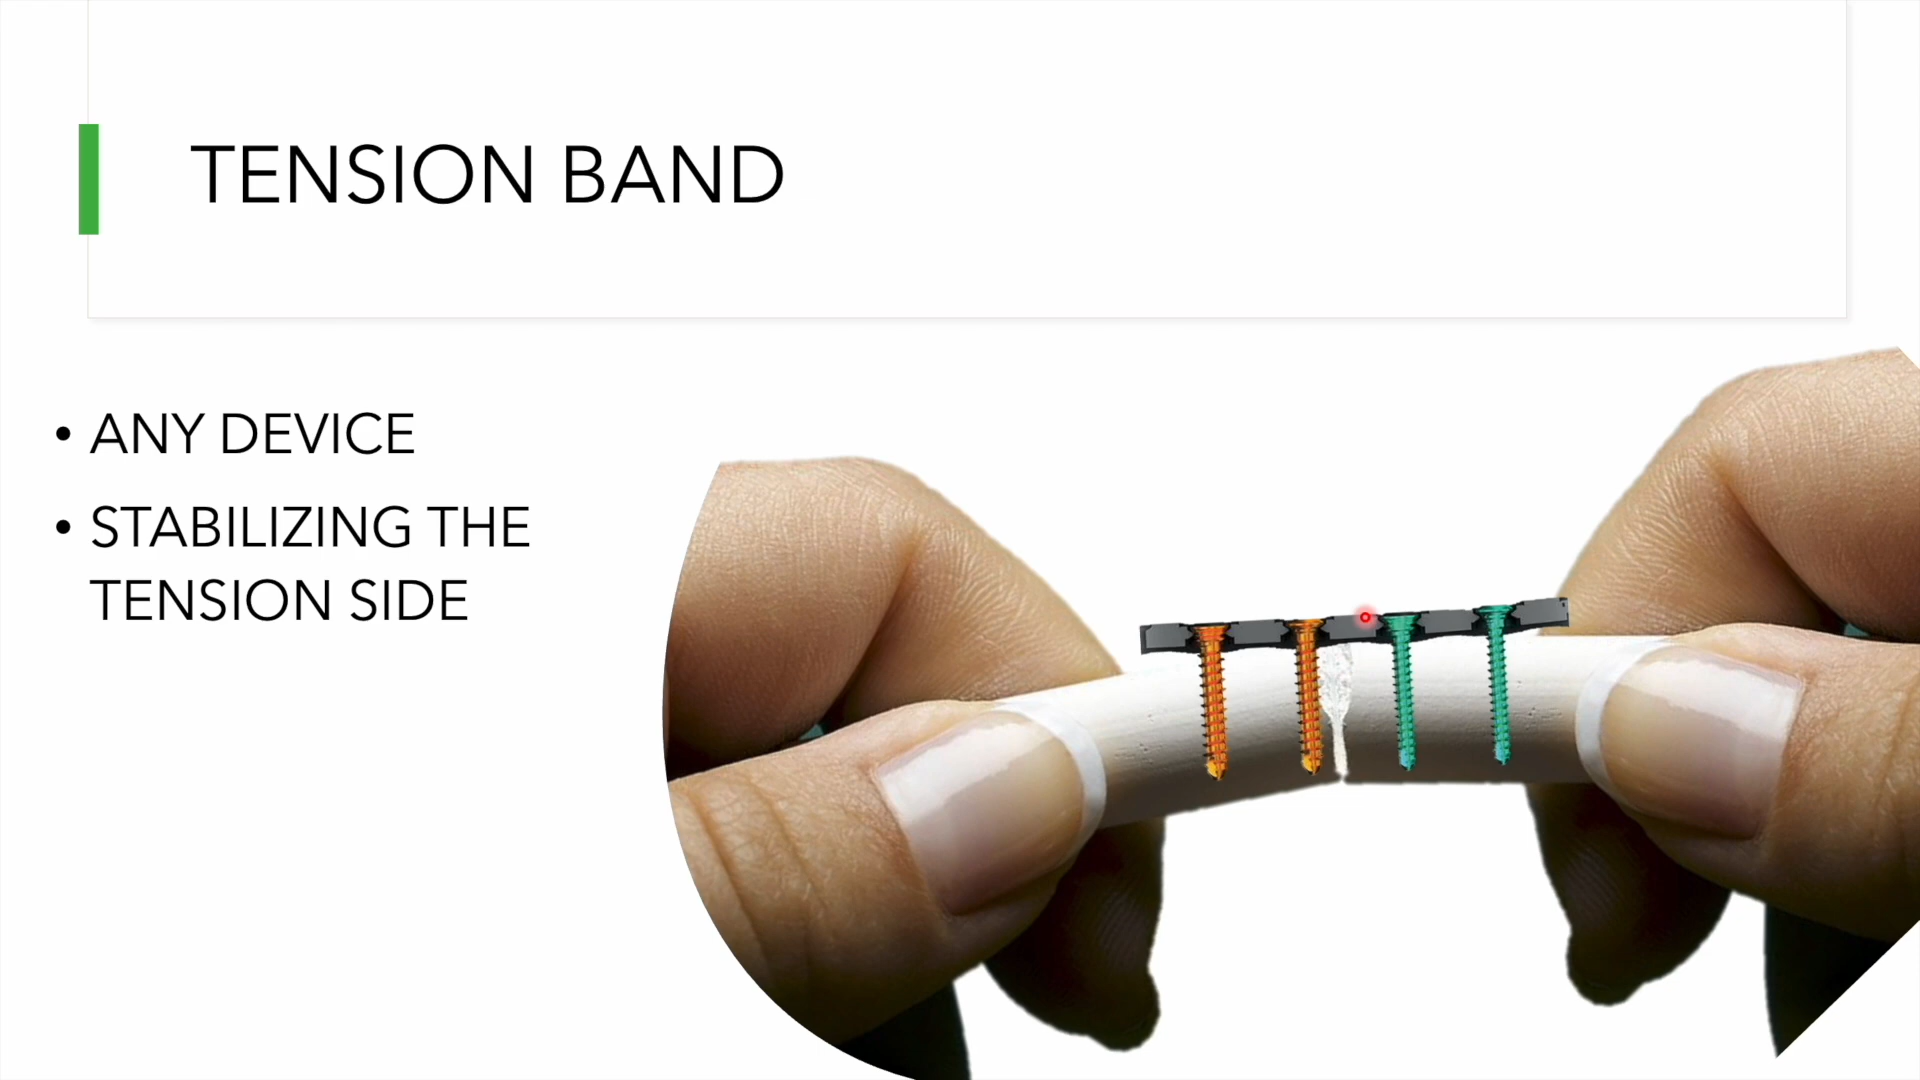 TENSION BAND
• ANY DEVICE
• STABILIZING THE
TENSION SIDE